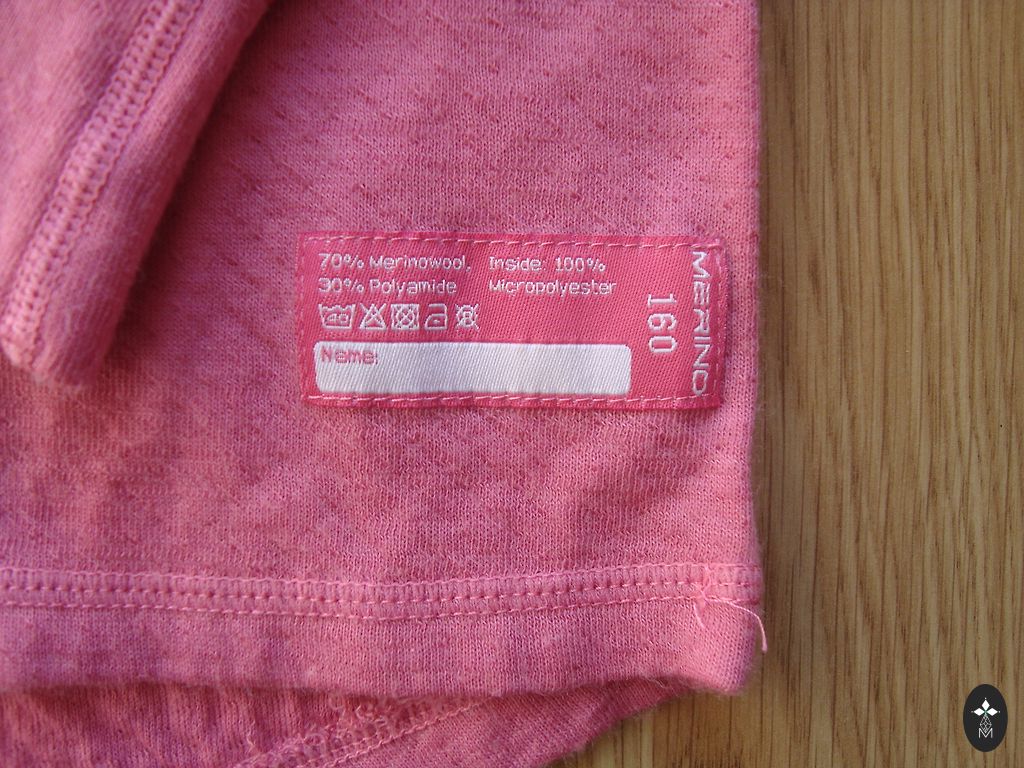 70% Merinowool,
30% Polyamide
Inside: 100%
Micropolyester
Name:
160
MERINO
M